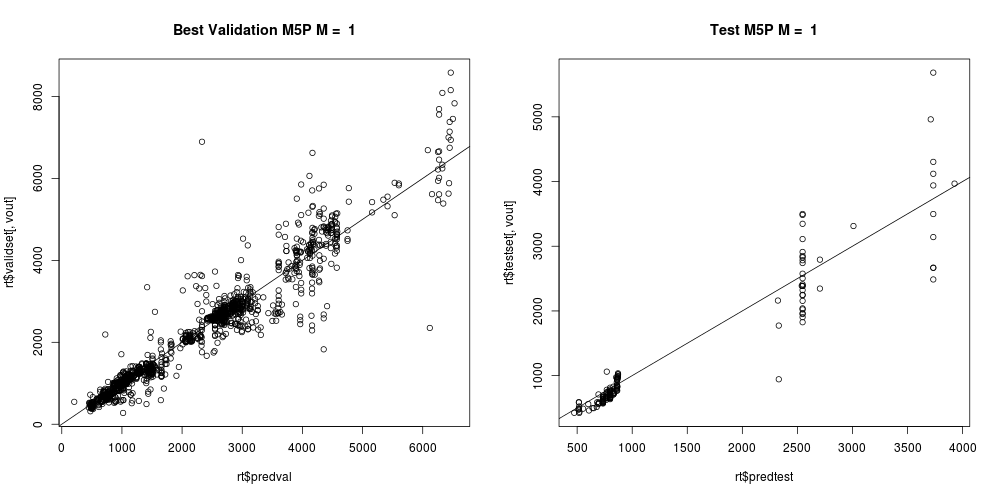 Best Validation M5P M =  1
rt$validset[, vout]
8000
6000
4000
2000
0
0 1000 2000 3000 4000 5000 6000
rt$predval
Test M5P M =  1
rt$testset[, vout]
5000
4000
3000
2000
1000
500 1000 1500 2000 2500 3000 3500 4000
rt$predtest